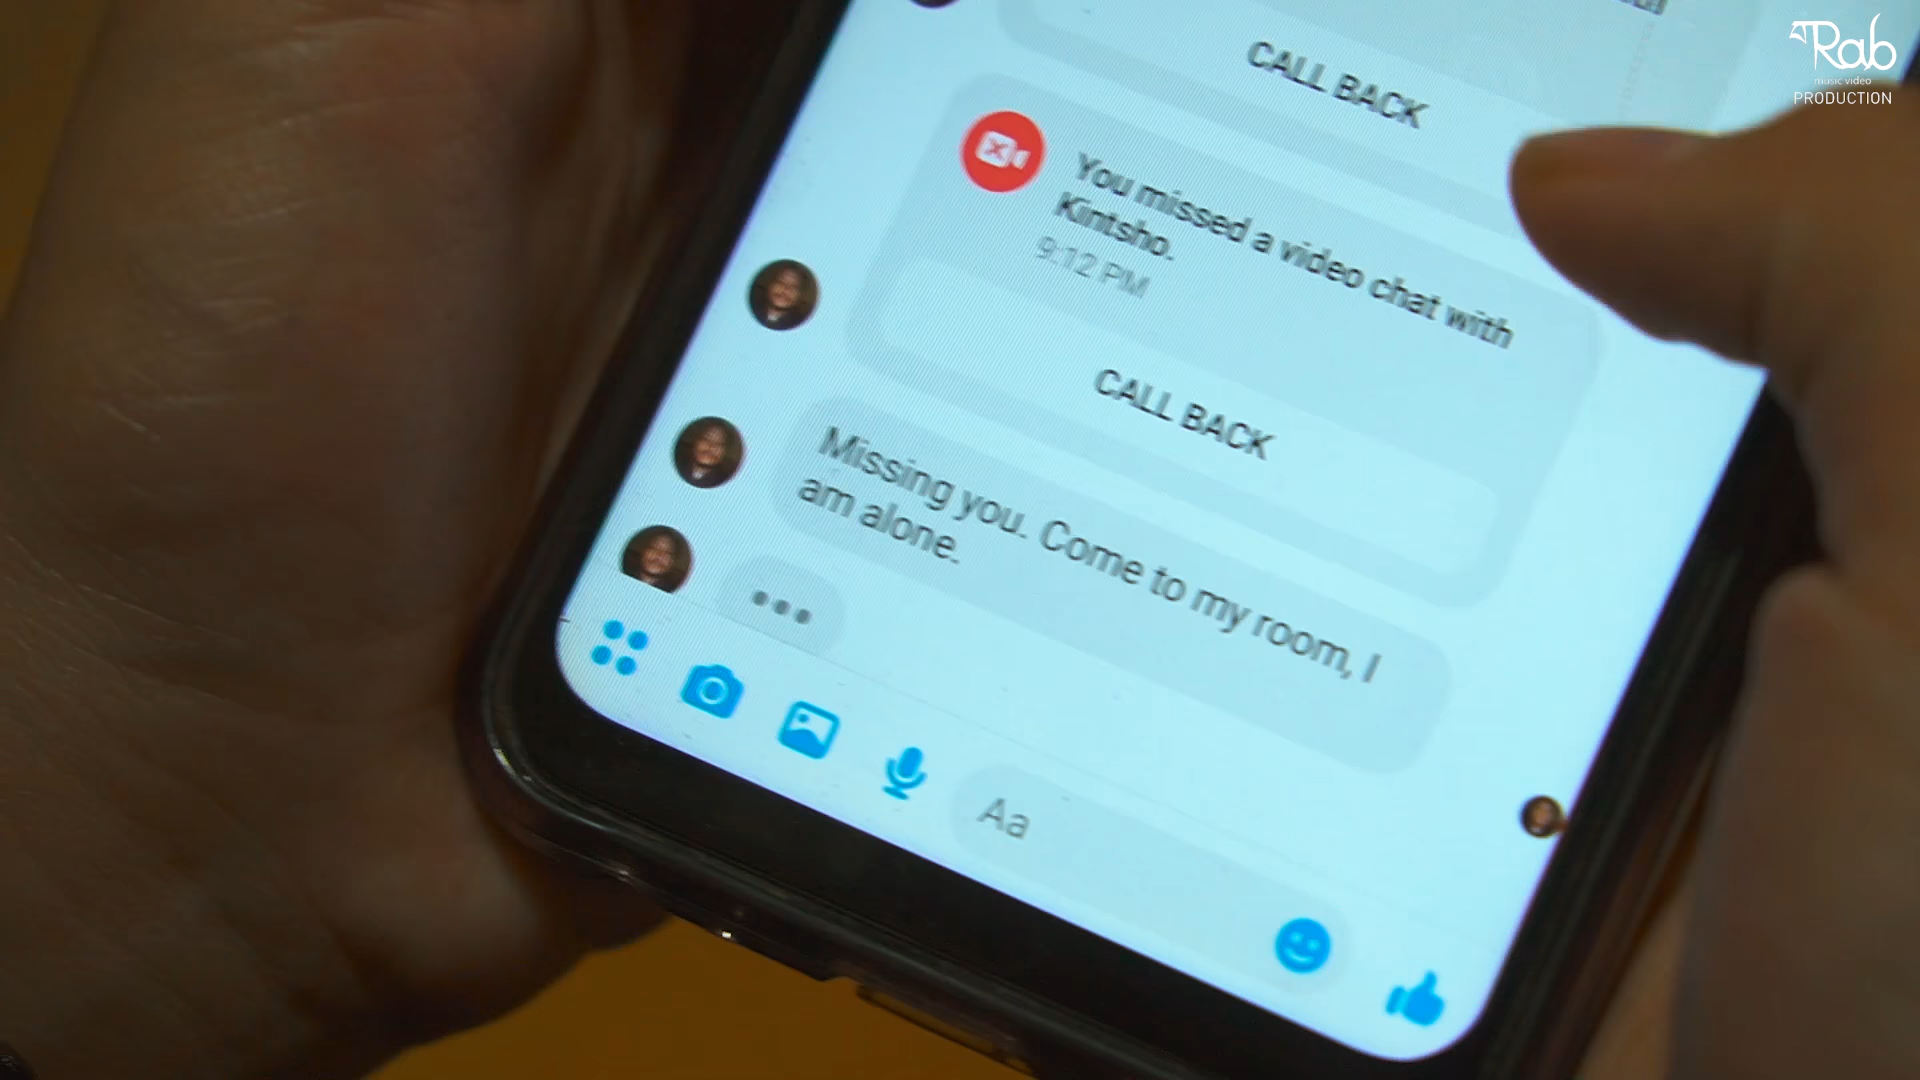 Rab
music video
PRODUCTION
CALL BACK
You missed a video chat with
Kintsho.
9:12 PM
CALL BACK
Missing you. Come to my room, I
am alone.
Aa